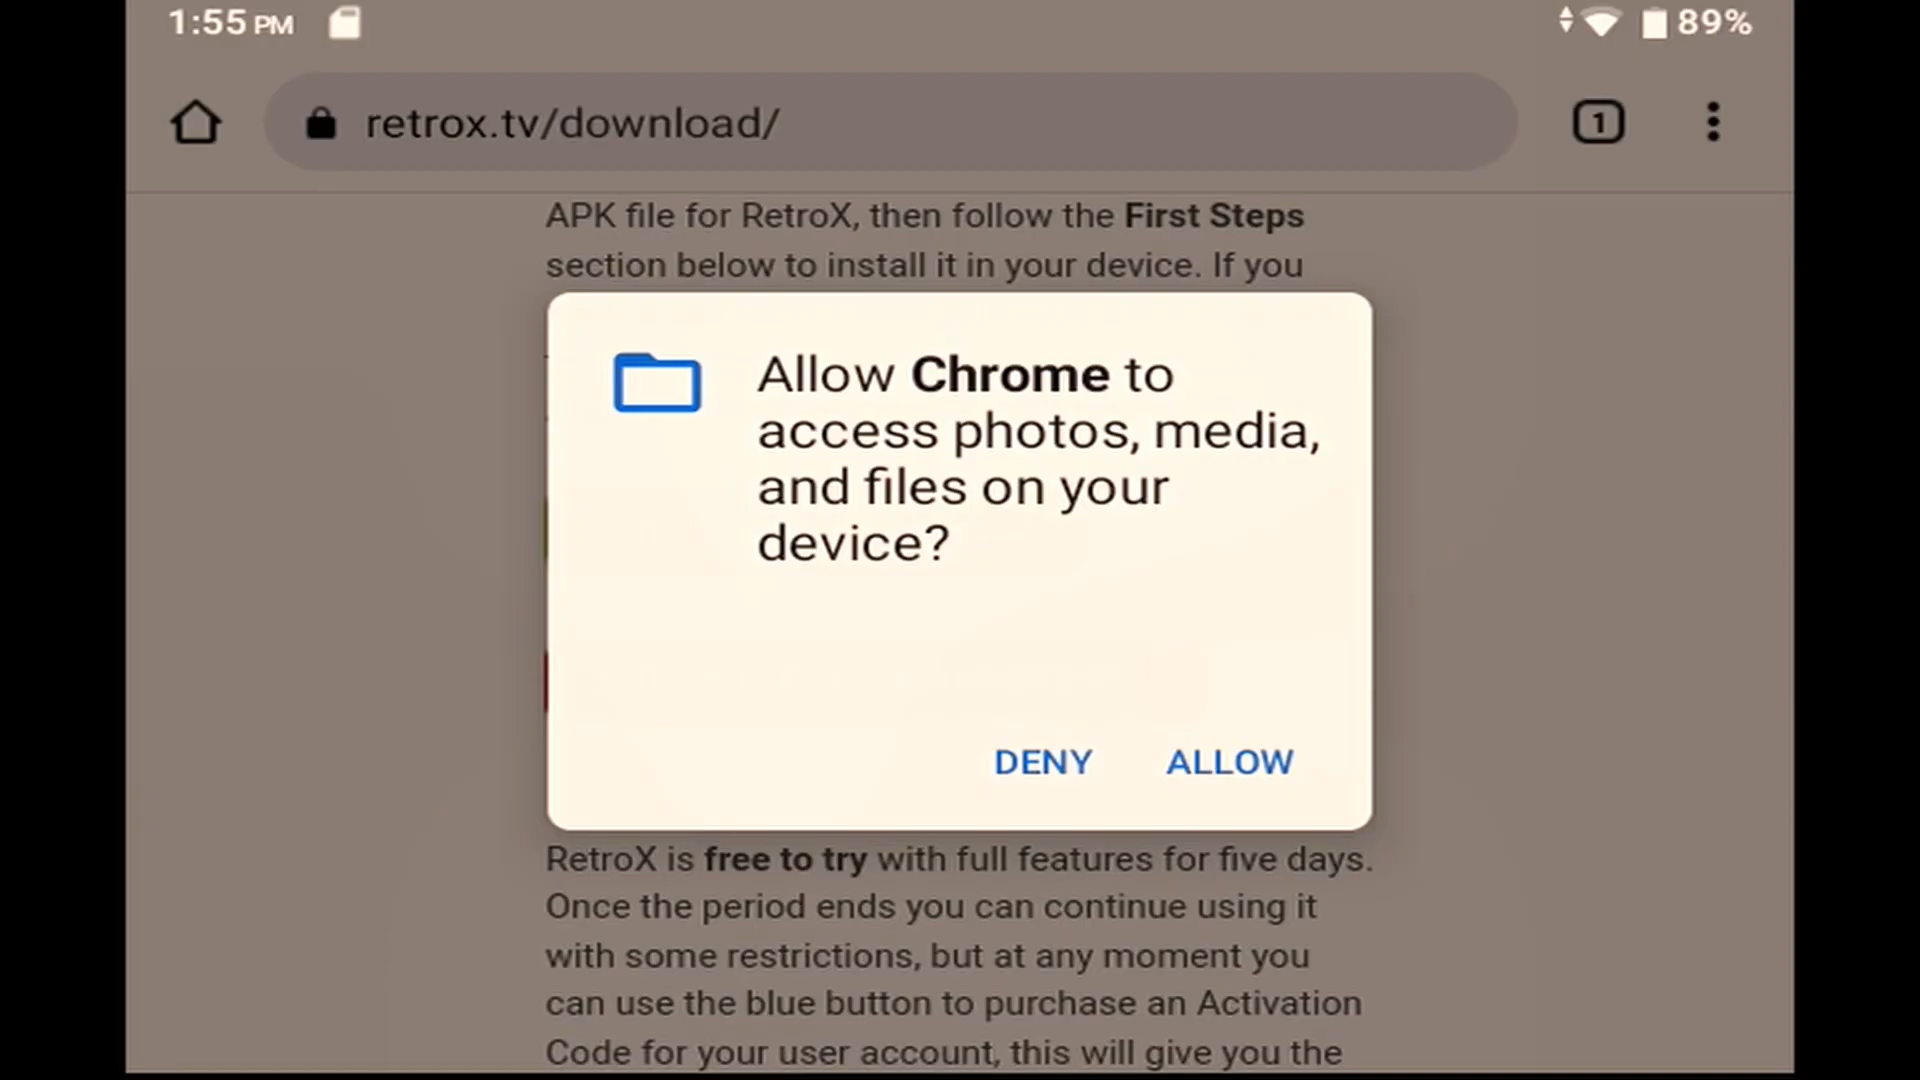 1:55 PM 89%
retrox.tv/download/ 1
APK file for RetroX, then follow the First Steps
section below to install it in your device. If you
Allow Chrome to
access photos, media,
and files on your
device?
DENY ALLOW
RetroX is free to try with full features for five days.
Once the period ends you can continue using it
with some restrictions, but at any moment you
can use the blue button to purchase an Activation
Code for your user account, this will give you the